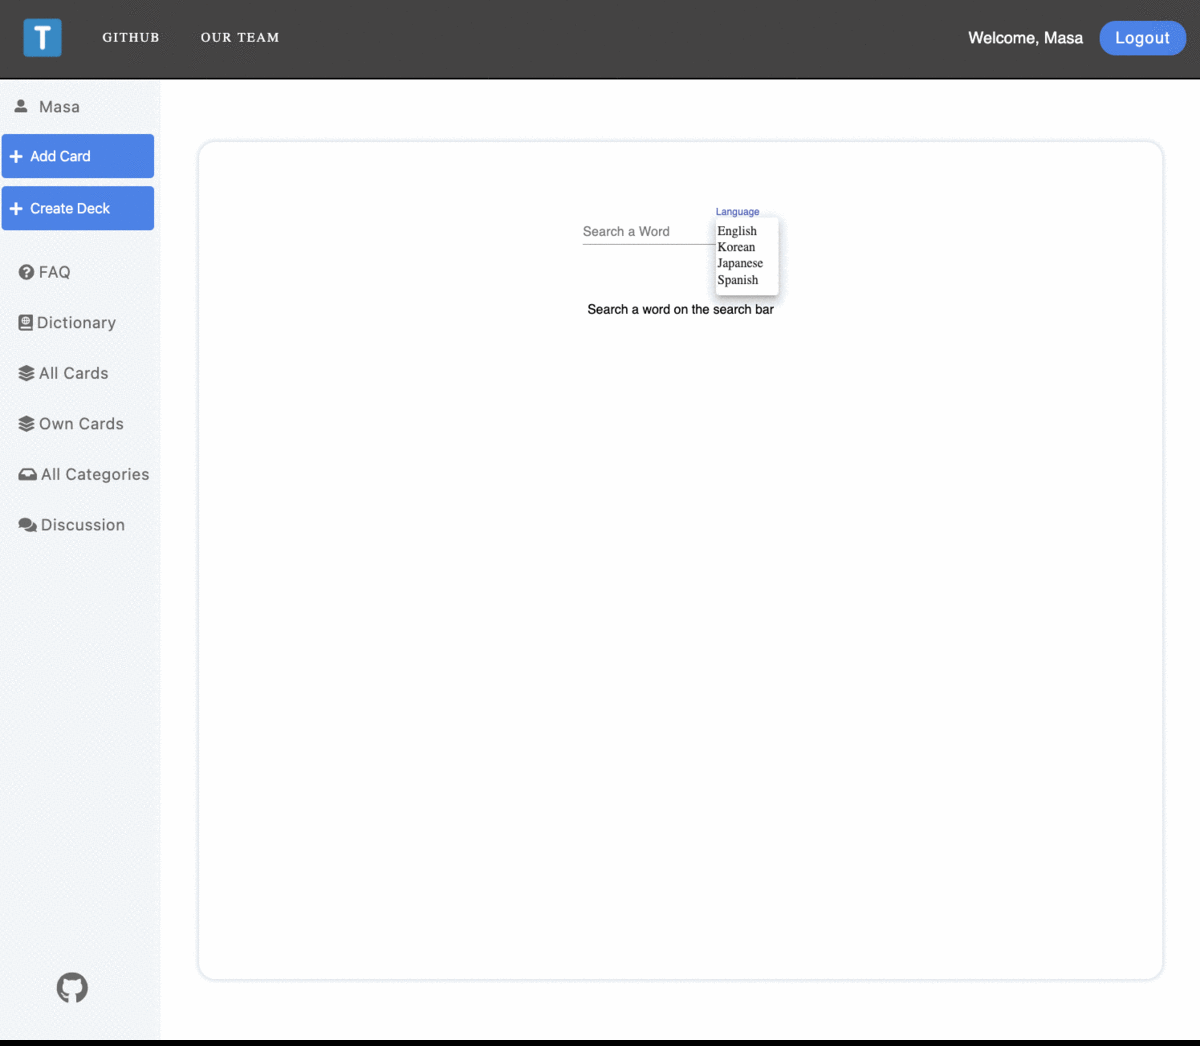 T
GITHUB
OUR TEAM
Welcome, Masa
Logout
Masa
Add Card
Create Deck
FAQ
Dictionary
All Cards
Own Cards
All Categories
Discussion
Language
Search a Word
English
Korean
Japanese
Spanish
Search a word on the search bar